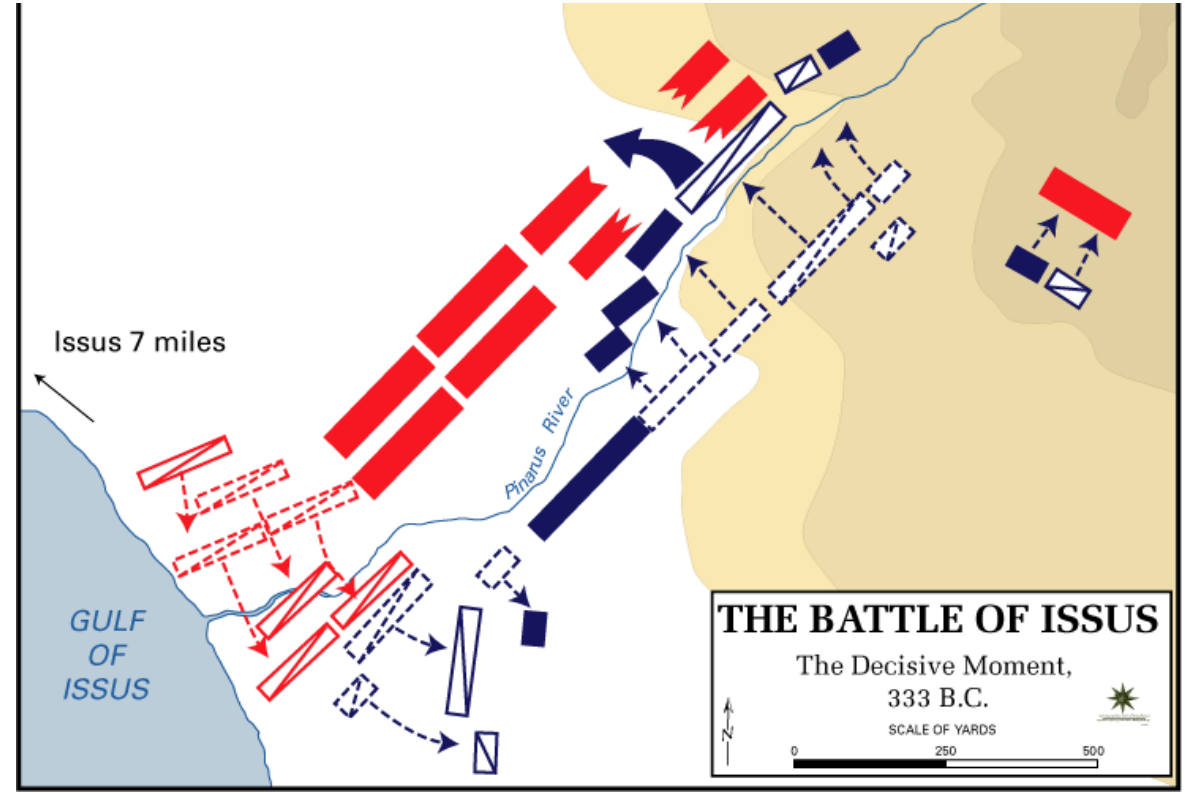 Issus 7 miles
Pinarus River
GULF
OF
ISSUS
THE BATTLE OF ISSUS
The Decisive Moment,
333 B.C.
SCALE OF YARDS
N
0 250 500